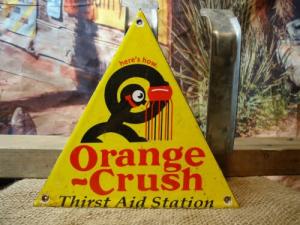 here's how
Orange
~Crush
Thirst Aid Station